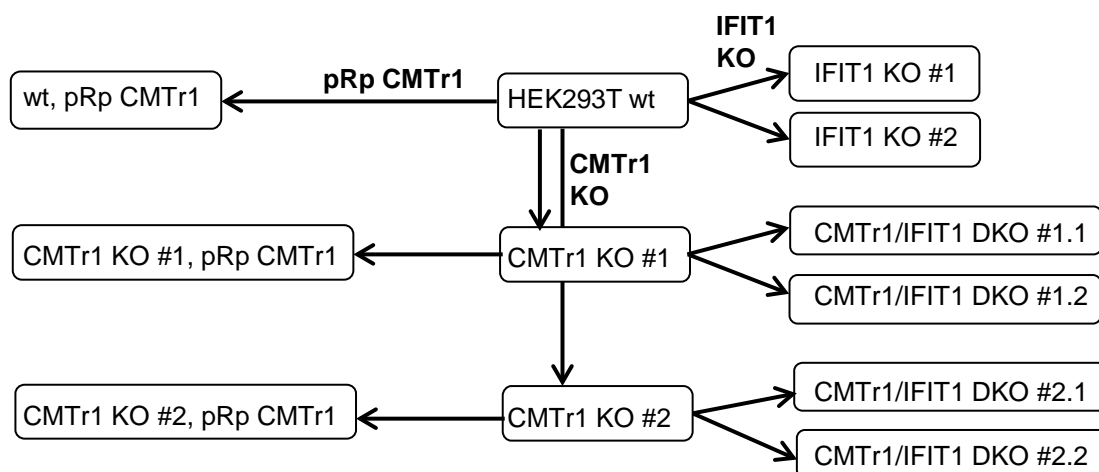 IFIT1
KO
pRp CMTr1
wt, pRp CMTr1
HEK293T wt
IFIT1 KO #1
IFIT1 KO #2
CMTr1
KO
CMTr1 KO #1, pRp CMTr1
CMTr1 KO #1
CMTr1/IFIT1 DKO #1.1
CMTr1/IFIT1 DKO #1.2
CMTr1 KO #2, pRp CMTr1
CMTr1 KO #2
CMTr1/IFIT1 DKO #2.1
CMTr1/IFIT1 DKO #2.2